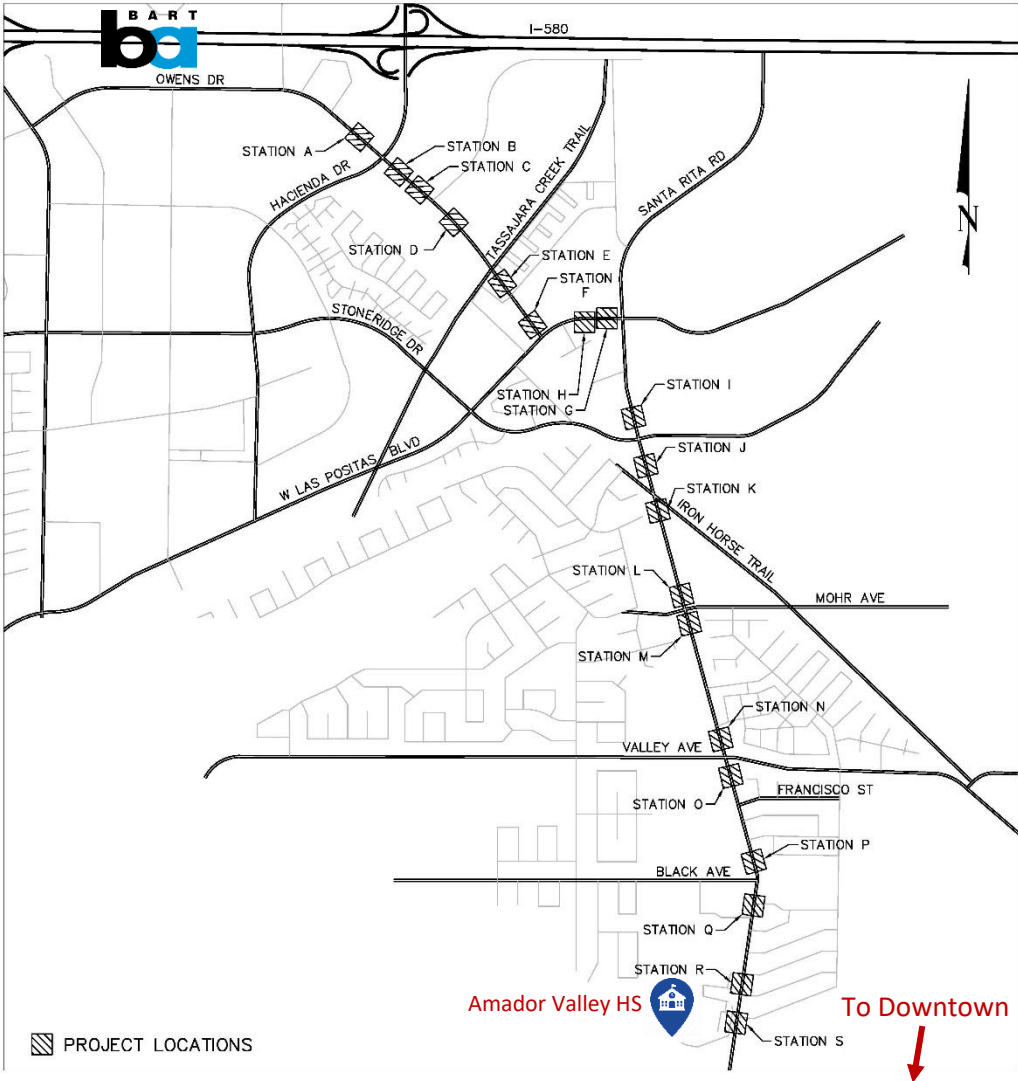 BART
ba
I-580
OWENS DR
STATION A
STATION B
STATION C
HACIENDA DR
TASSAJARA CREEK TRAIL
SANTA RITA RD
N
STATION D
STATION E
STATION
F
STONERIDGE DR
STATION H
STATION G
STATION I
STATION J
W LAS POSITAS BLVD
STATION K
IRON HORSE TRAIL
STATION L
MOHR AVE
STATION M
STATION N
VALLEY AVE
FRANCISCO ST
STATION O
STATION P
BLACK AVE
STATION Q
STATION R
Amador Valley HS
To Downtown
STATION S
PROJECT LOCATIONS